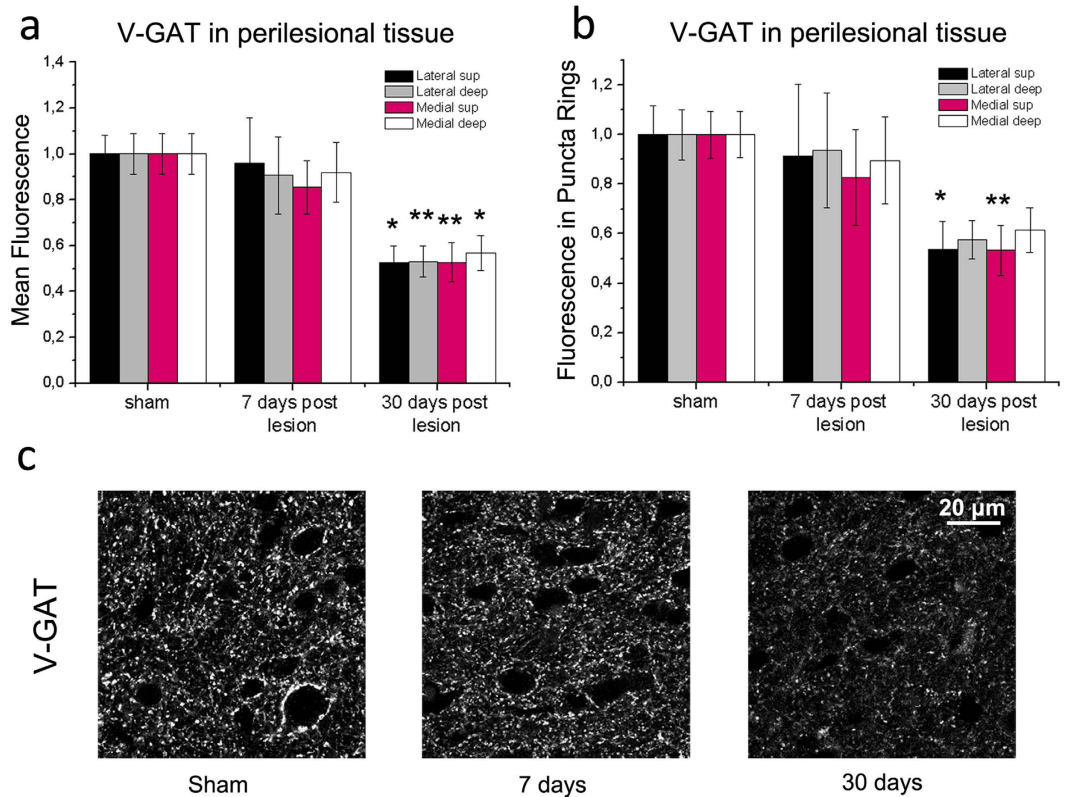 a
V-GAT in perilesional tissue
Mean Fluorescence
1,4
1,2
1,0
0,8
0,6
0,4
0,2
0,0
Lateral sup
Lateral deep
Medial sup
Medial deep
* ** ** *
sham
7 days post lesion
30 days post lesion
b
V-GAT in perilesional tissue
Fluorescence in Puncta Rings
1,2
1,0
0,8
0,6
0,4
0,2
0,0
Lateral sup
Lateral deep
Medial sup
Medial deep
* **
sham
7 days post
lesion
30 days post
lesion
c
V-GAT
20 µm
Sham
7 days
30 days